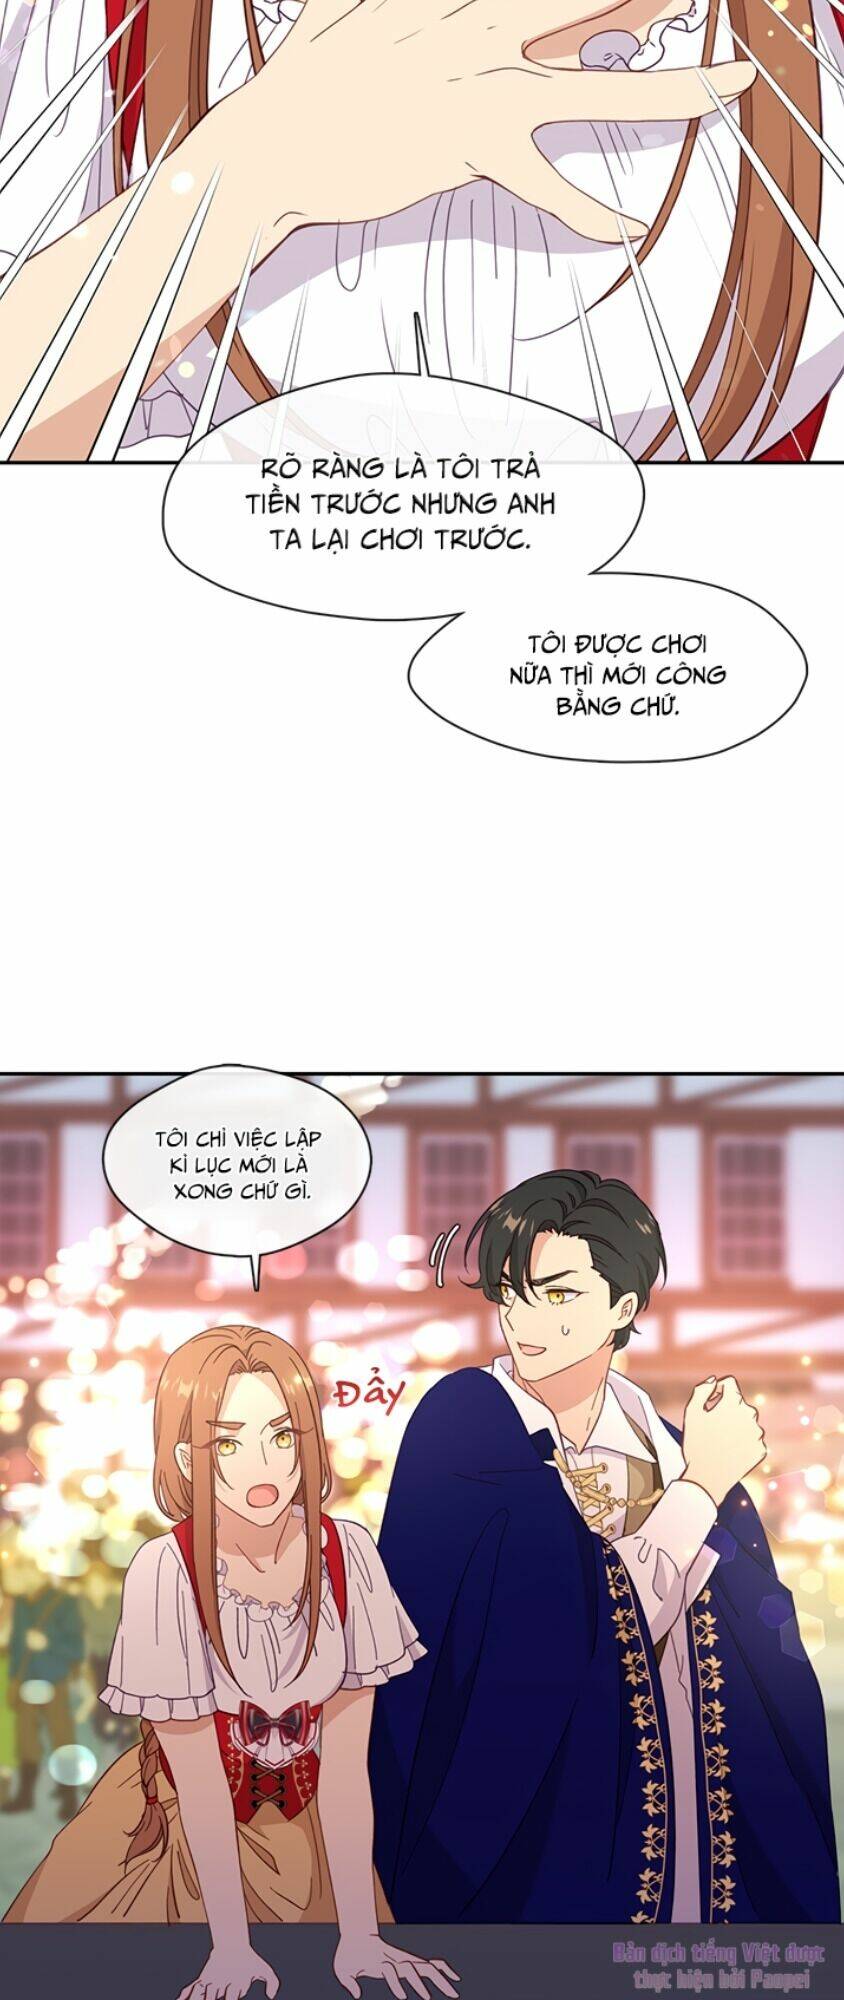 RÕ RÀNG LÀ TÔI TRẢ
TIỀN TRƯỚC NHƯNG ANH
TA LẠI CHƠI TRƯỚC.
TÔI ĐƯỢC CHƠI
NỮA THÌ MỚI CÔNG
BẰNG CHỨ.
TÔI CHỈ VIỆC LẬP
KỈ LỤC MỚI LÀ
XONG CHỨ GÌ.
ĐẨY
Bản dịch tiếng Việt được
thực hiện bởi Panpei